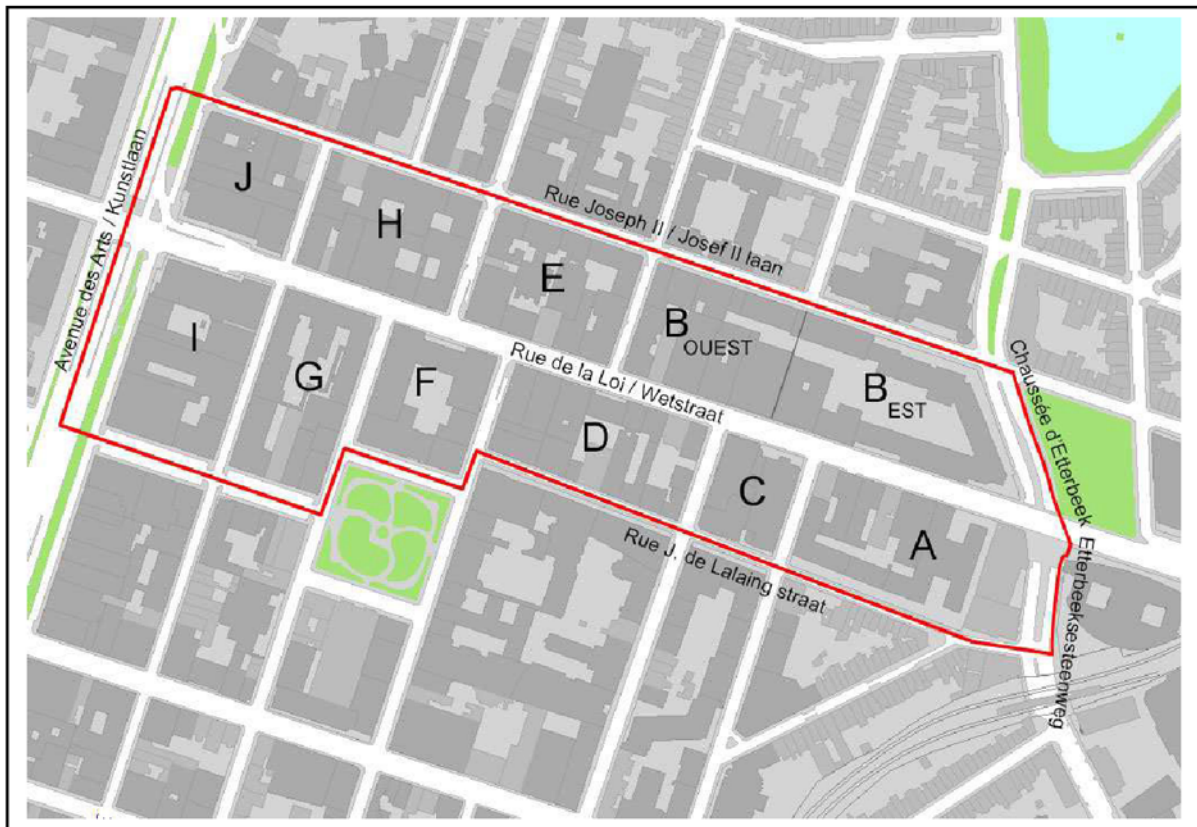 J
H
E
B
OUEST
B
EST
I
G
F
D
C
A
Avenue des Arts / Kunstlaan
Rue Joseph II / Josef II laan
Rue de la Loi / Wetstraat
Rue J. de Lalaing straat
Chaussée d'Etterbeek Etterbeeksesteenweg